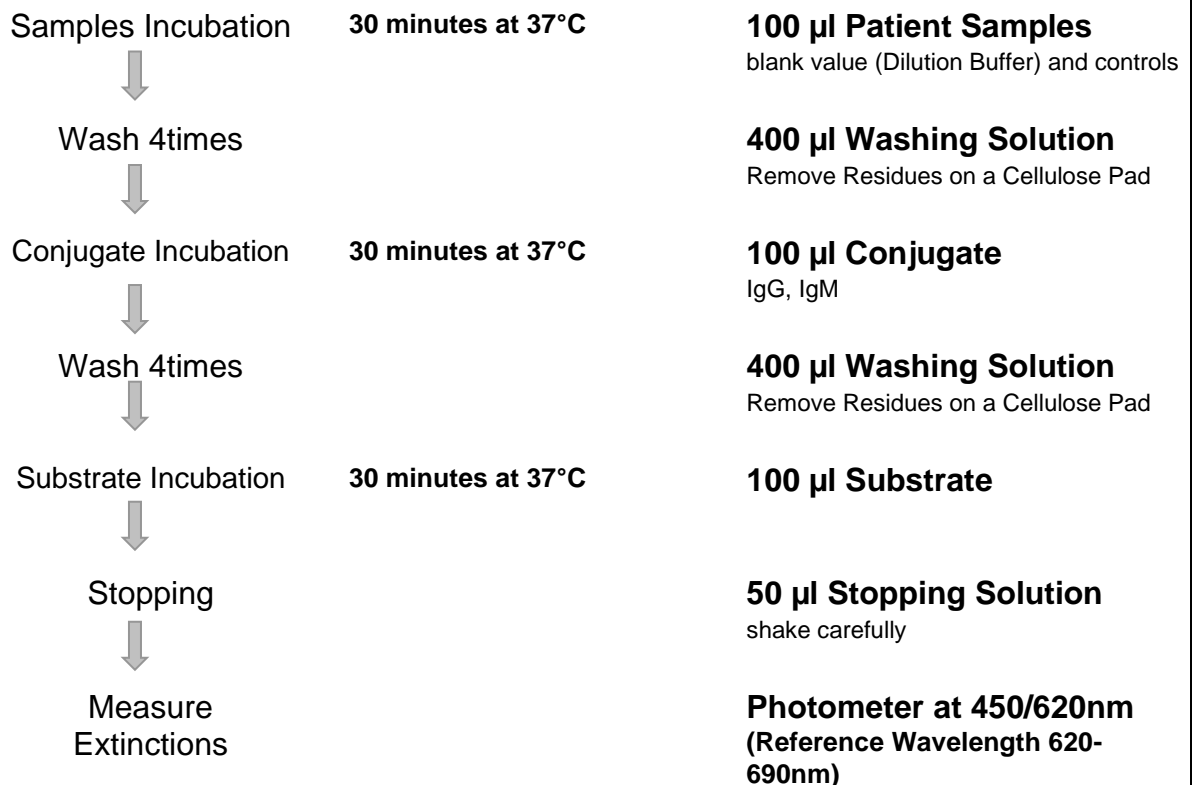 Samples Incubation 30 minutes at 37°C 100 µl Patient Samples
blank value (Dilution Buffer) and controls
Wash 4times 400 µl Washing Solution
Remove Residues on a Cellulose Pad
Conjugate Incubation 30 minutes at 37°C 100 µl Conjugate
IgG, IgM
Wash 4times 400 µl Washing Solution
Remove Residues on a Cellulose Pad
Substrate Incubation 30 minutes at 37°C 100 µl Substrate
Stopping 50 µl Stopping Solution
shake carefully
Measure Photometer at 450/620nm
Extinctions (Reference Wavelength 620-
690nm)